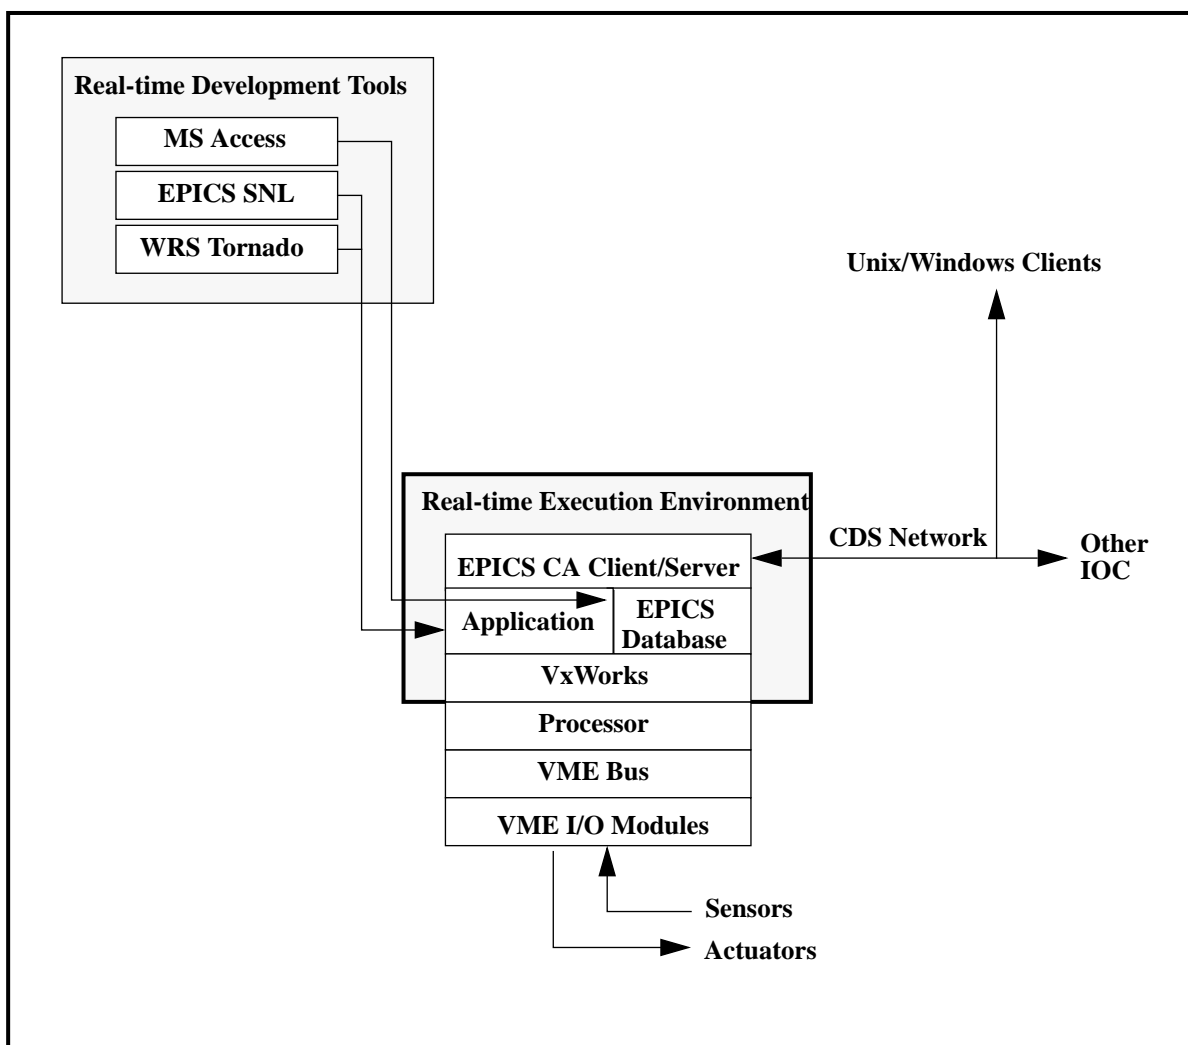 Real-time Development Tools
MS Access
EPICS SNL
WRS Tornado
Unix/Windows Clients
Real-time Execution Environment
CDS Network
Other
IOC
EPICS CA Client/Server
Application
EPICS
Database
VxWorks
Processor
VME Bus
VME I/O Modules
Sensors
Actuators